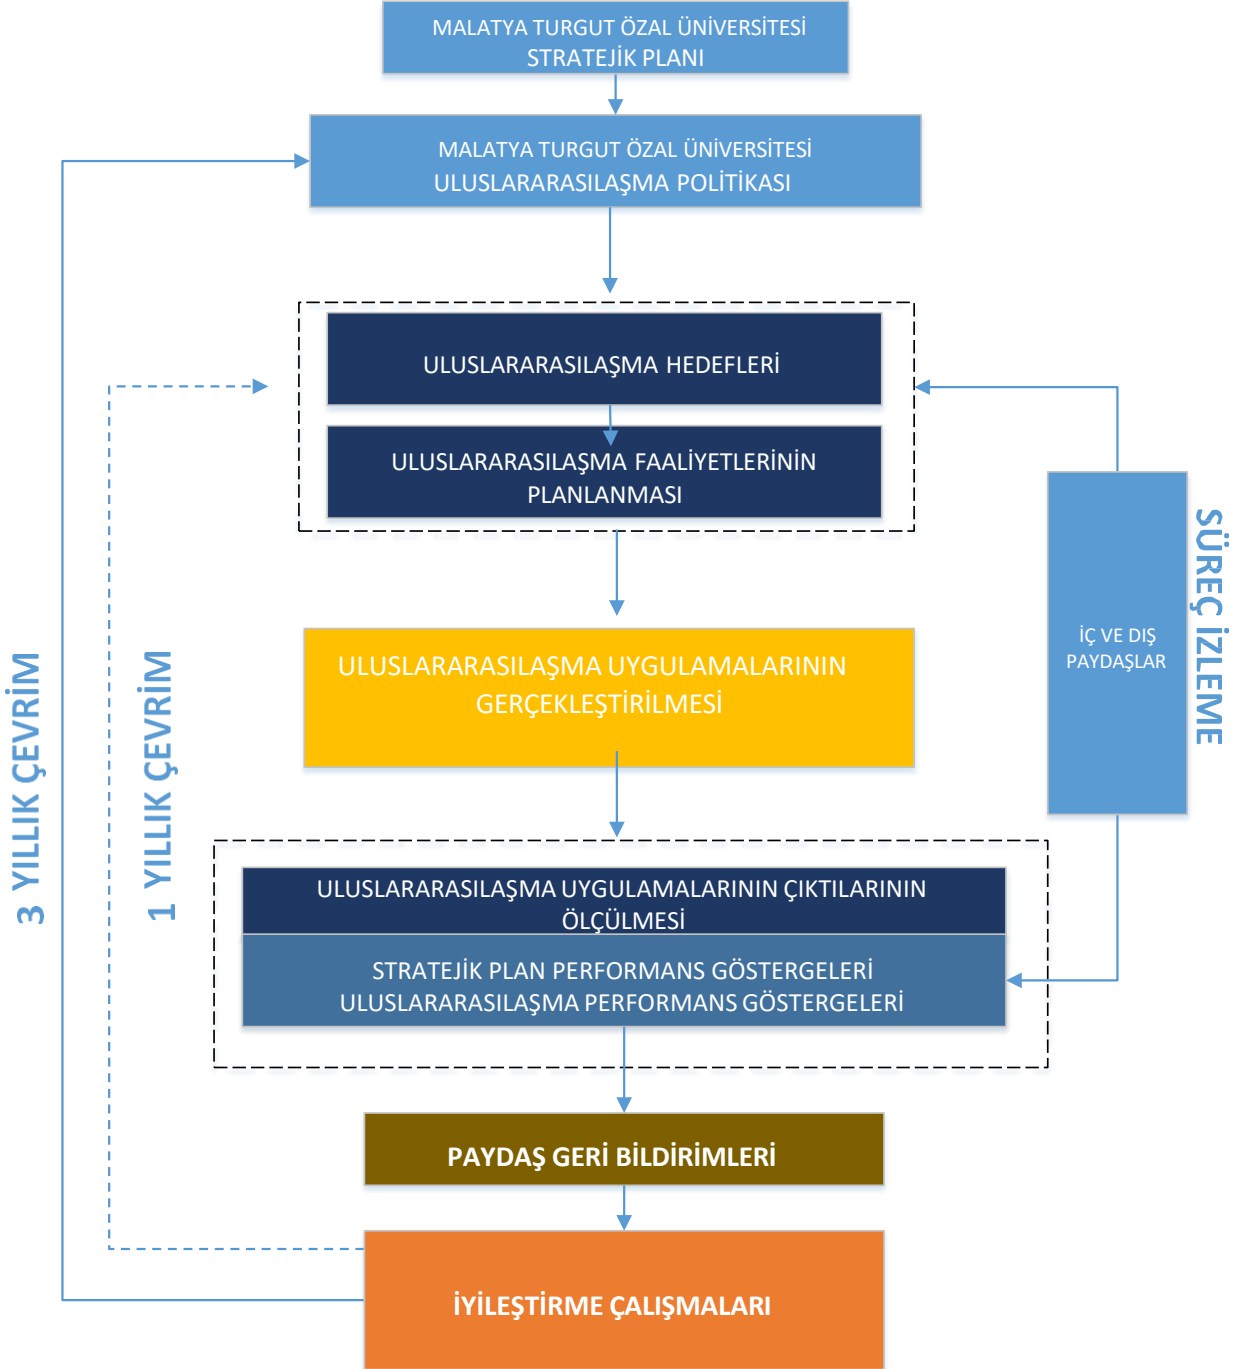 MALATYA TURGUT ÖZAL ÜNİVERSİTESİ
STRATEJİK PLANI
MALATYA TURGUT ÖZAL ÜNİVERSİTESİ
ULUSLARARASILAŞMA POLİTİKASI
ULUSLARARASILAŞMA HEDEFLERİ
ULUSLARARASILAŞMA FAALİYETLERİNİN
PLANLANMASI
ULUSLARARASILAŞMA UYGULAMALARININ
GERÇEKLEŞTİRİLMESİ
ULUSLARARASILAŞMA UYGULAMALARININ ÇIKTILARININ
ÖLÇÜLMESİ
STRATEJİK PLAN PERFORMANS GÖSTERGELERİ
ULUSLARARASILAŞMA PERFORMANS GÖSTERGELERİ
PAYDAŞ GERİ BİLDİRİMLERİ
İYİLEŞTİRME ÇALIŞMALARI
3 YILLIK ÇEVRİM
1 YILLIK ÇEVRİM
İÇ VE DIŞ
PAYDAŞLAR
SÜREÇ İZLEME